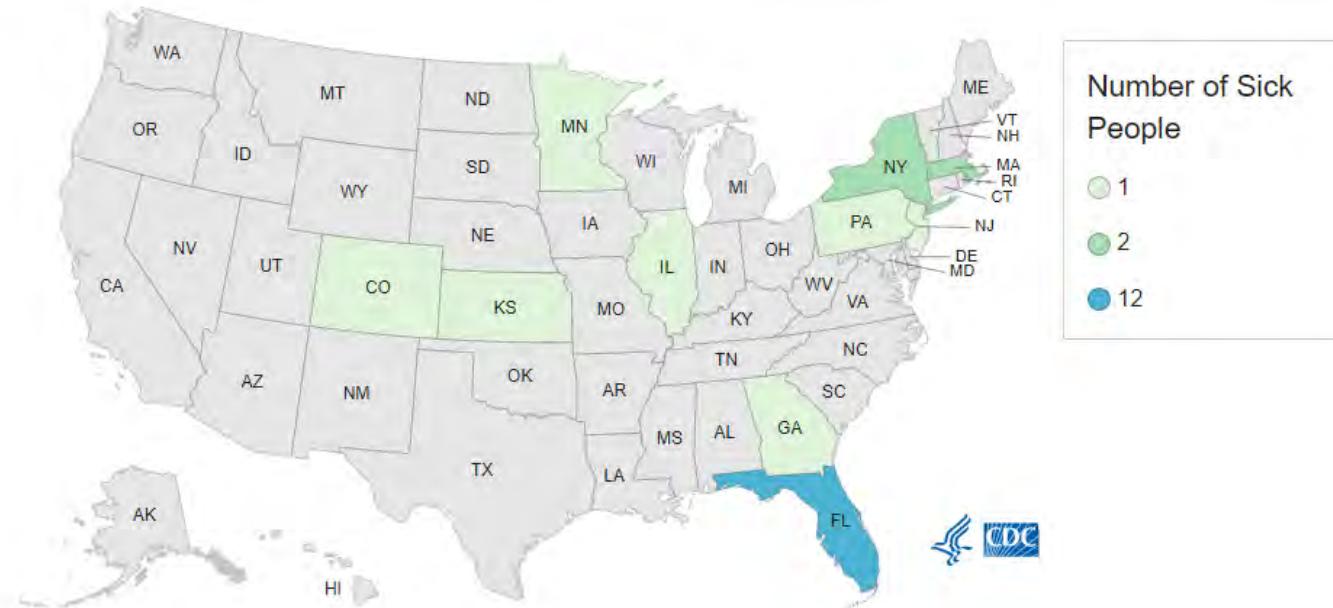 WA
MT
ND
MN
ME
VT
NH
OR
ID
SD
WI
MI
NY
MA
RI
CT
WY
IA
PA
NJ
NE
NV
UT
CO
IL
IN
OH
DE
MD
CA
KS
MO
WV
VA
KY
AZ
NM
OK
TN
NC
AR
SC
MS
AL
GA
TX
LA
FL
AK
HI
CDC
Number of Sick
People
1
2
12